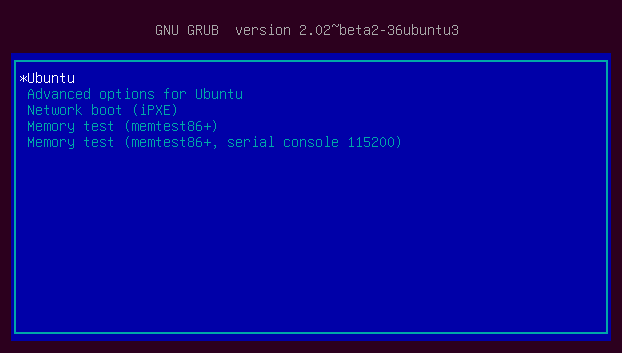 GNU GRUB  version 2.02~beta2-36ubuntu3
*Ubuntu
Advanced options for Ubuntu
Network boot (iPXE)
Memory test (memtest86+)
Memory test (memtest86+, serial console 115200)